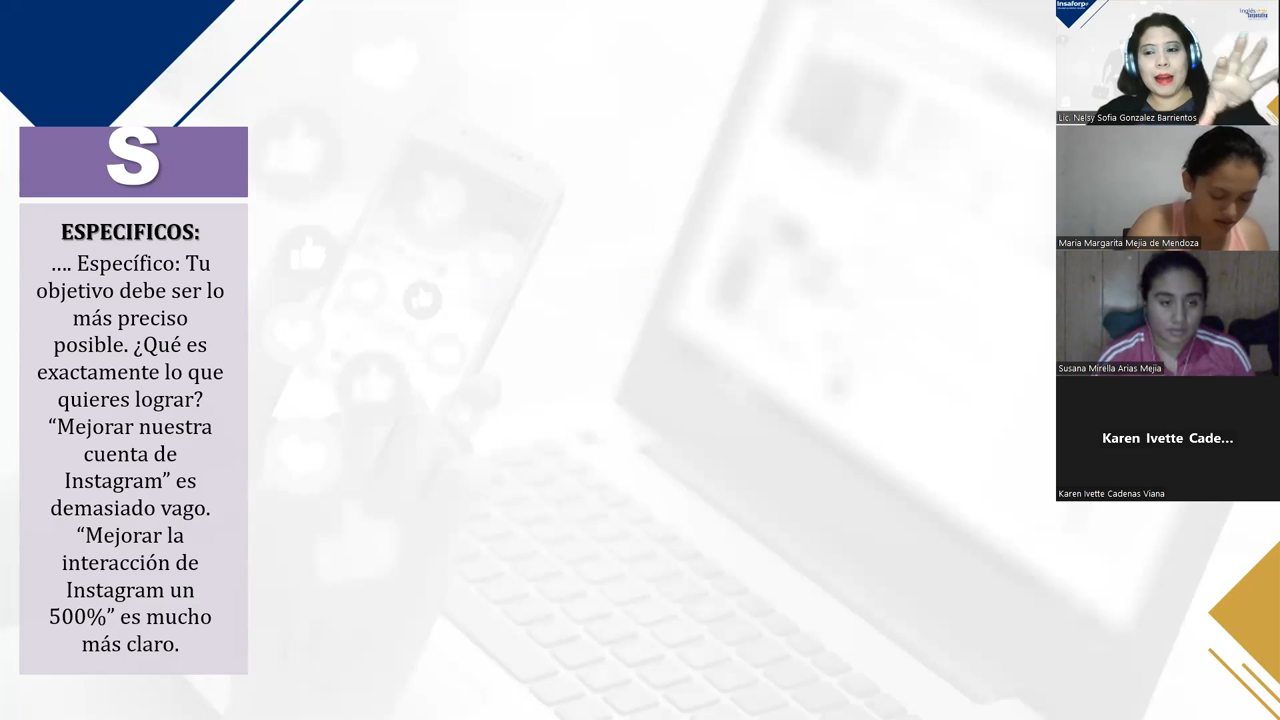 S
ESPECIFICOS:
.... Específico: Tu
objetivo debe ser lo
más preciso
posible. ¿Qué es
exactamente lo que
quieres lograr?
“Mejorar nuestra
cuenta de
Instagram” es
demasiado vago.
“Mejorar la
interacción de
Instagram un
500%” es mucho
más claro.
Insaforp
Inglés
corporativo
Lic. Nelsy Sofia Gonzalez Barrientos
Maria Margarita Mejia de Mendoza
Susana Mirella Arias Mejia
Karen Ivette Cade...
Karen Ivette Cadenas Viana